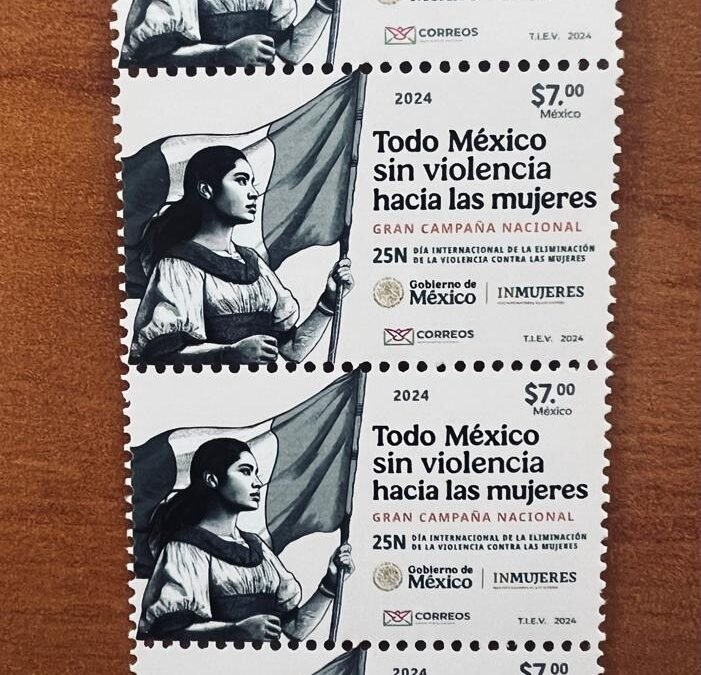 CORREOS
T.I.E.V. 2024
2024
$7.00
México
Todo México
sin violencia
hacia las mujeres
GRAN CAMPAÑA NACIONAL
25N DÍA INTERNACIONAL DE LA ELIMINACIÓN
DE LA VIOLENCIA CONTRA LAS MUJERES
Gobierno de
México
INMUJERES
CORREOS
T.I.E.V. 2024
2024
$7.00
México
Todo México
sin violencia
hacia las mujeres
GRAN CAMPAÑA NACIONAL
25N DÍA INTERNACIONAL DE LA ELIMINACIÓN
DE LA VIOLENCIA CONTRA LAS MUJERES
Gobierno de
México
INMUJERES
CORREOS
T.I.E.V. 2024
2024
$7.00